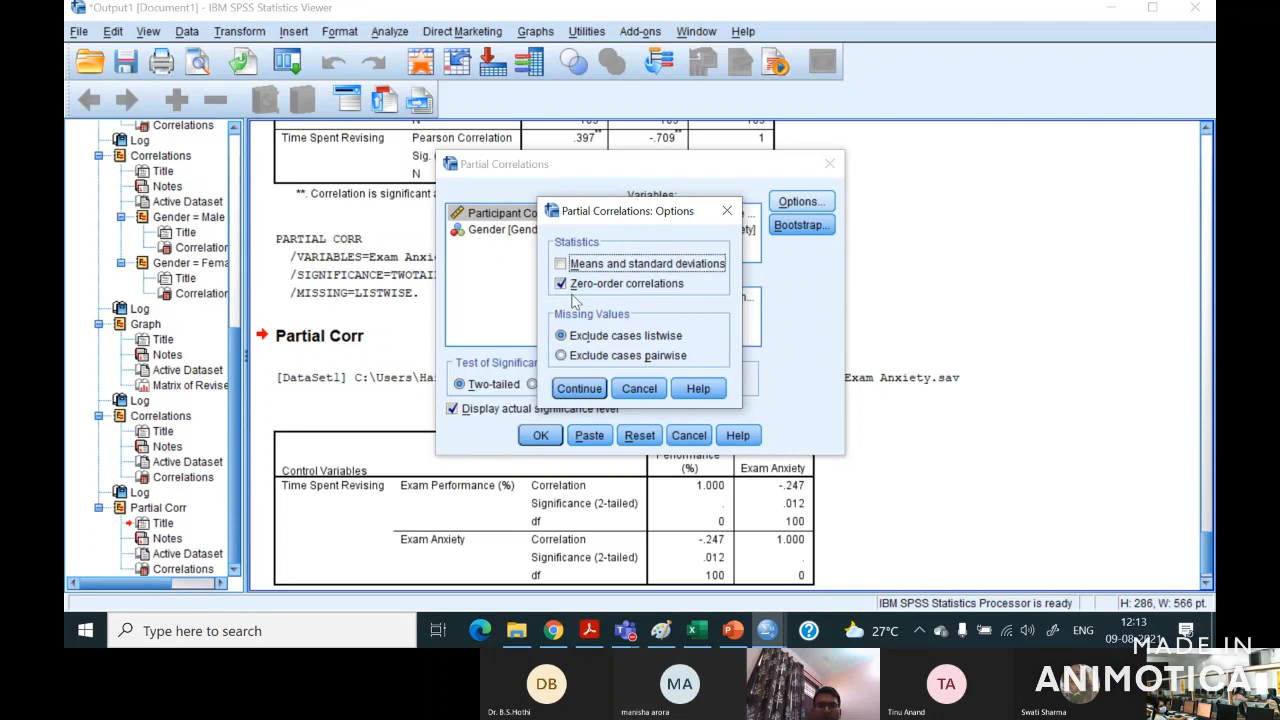 *Output1 [Document1] - IBM SPSS Statistics Viewer
File Edit View Data Transform Insert Format Analyze Direct Marketing Graphs Utilities Add-ons Window Help
Correlations
Log
Correlations
Title
Notes
Active Dataset
Gender = Male
Title
Correlation
Gender = Fema
Title
Correlation
Log
Graph
Title
Notes
Active Dataset
Matrix of Revise
Log
Correlations
Title
Notes
Active Dataset
Correlations
Log
Partial Corr
Title
Notes
Active Dataset
Correlations
Time Spent Revising Pearson Correlation .397** -.709** 1
Sig. (
N
**. Correlation is significant a
PARTIAL CORR
/VARIABLES=Exam Anxi
/SIGNIFICANCE=TWOTAI
/MISSING=LISTWISE.
Partial Corr
[DataSet1] C:\Users\Ha
Exam Anxiety.sav
Control Variables Performance (%) Exam Anxiety
Time Spent Revising Exam Performance (%) Correlation 1.000 -.247
Significance (2-tailed) . .012
df 0 100
Exam Anxiety Correlation -.247 1.000
Significance (2-tailed) .012 .
df 100 0
Partial Correlations
Variables:
Participant Co
Gender [Gend
...
ety]
Options...
Bootstrap...
Test of Significan
Two-tailed
Display actual significance level
OK Paste Reset Cancel Help
Partial Correlations: Options
Statistics
Means and standard deviations
Zero-order correlations
Missing Values
Exclude cases listwise
Exclude cases pairwise
Continue Cancel Help
IBM SPSS Statistics Processor is ready H: 286, W: 566 pt.
Type here to search
27°C
ENG
12:13
09-08-2021
MADE IN
ANIMOTICA
DB
Dr. B.S.Hothi
MA
manisha arora
TA
Tinu Anand
Swati Sharma